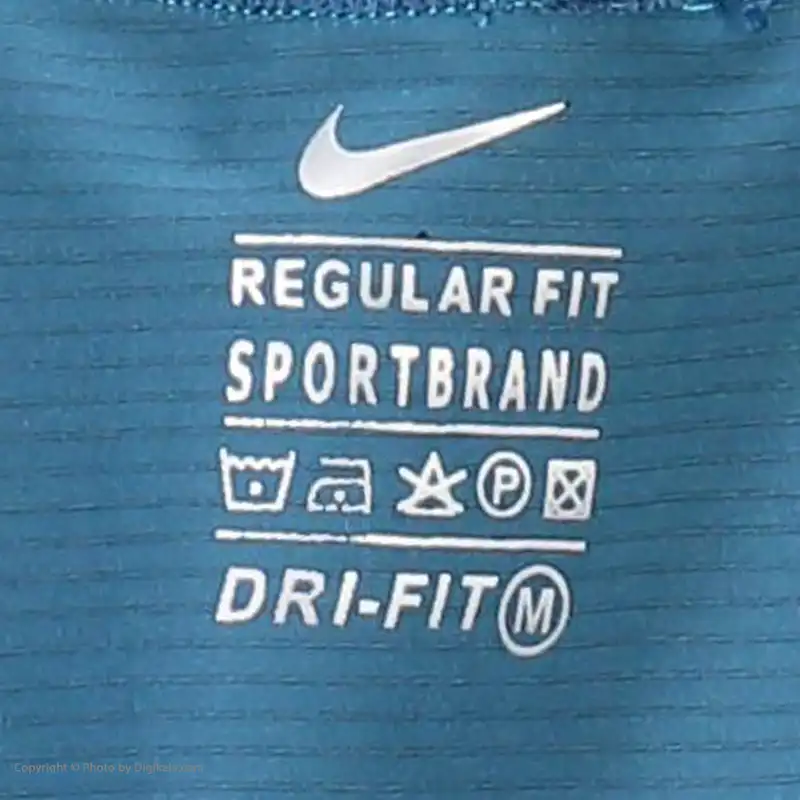 REGULAR FIT
SPORTBRAND
P
DRI-FIT M
Copyright © Photo by Digikala.com